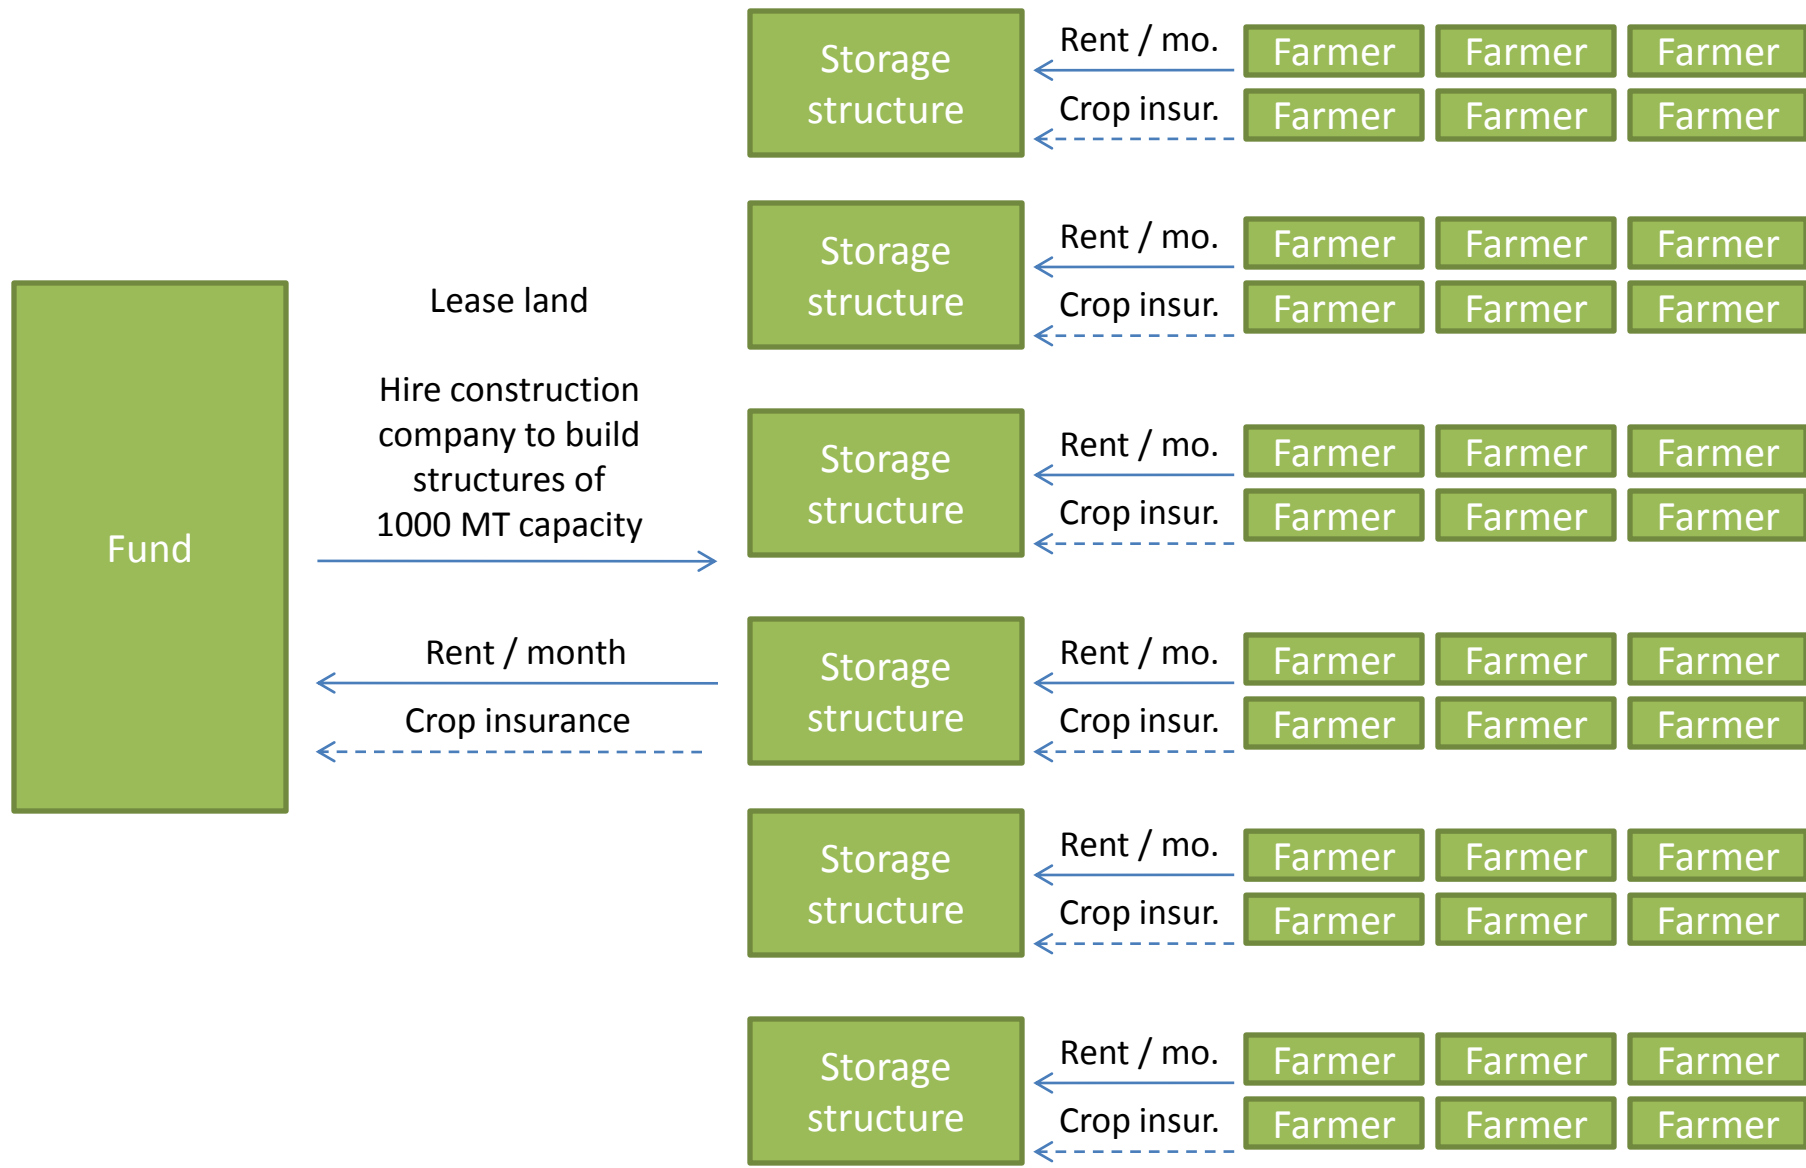 Fund
Lease land
Hire construction
company to build
structures of
1000 MT capacity
Rent / month
Crop insurance
Storage
structure
Rent / mo.
Crop insur.
Farmer Farmer Farmer
Farmer Farmer Farmer
Storage
structure
Rent / mo.
Crop insur.
Farmer Farmer Farmer
Farmer Farmer Farmer
Storage
structure
Rent / mo.
Crop insur.
Farmer Farmer Farmer
Farmer Farmer Farmer
Storage
structure
Rent / mo.
Crop insur.
Farmer Farmer Farmer
Farmer Farmer Farmer
Storage
structure
Rent / mo.
Crop insur.
Farmer Farmer Farmer
Farmer Farmer Farmer
Storage
structure
Rent / mo.
Crop insur.
Farmer Farmer Farmer
Farmer Farmer Farmer